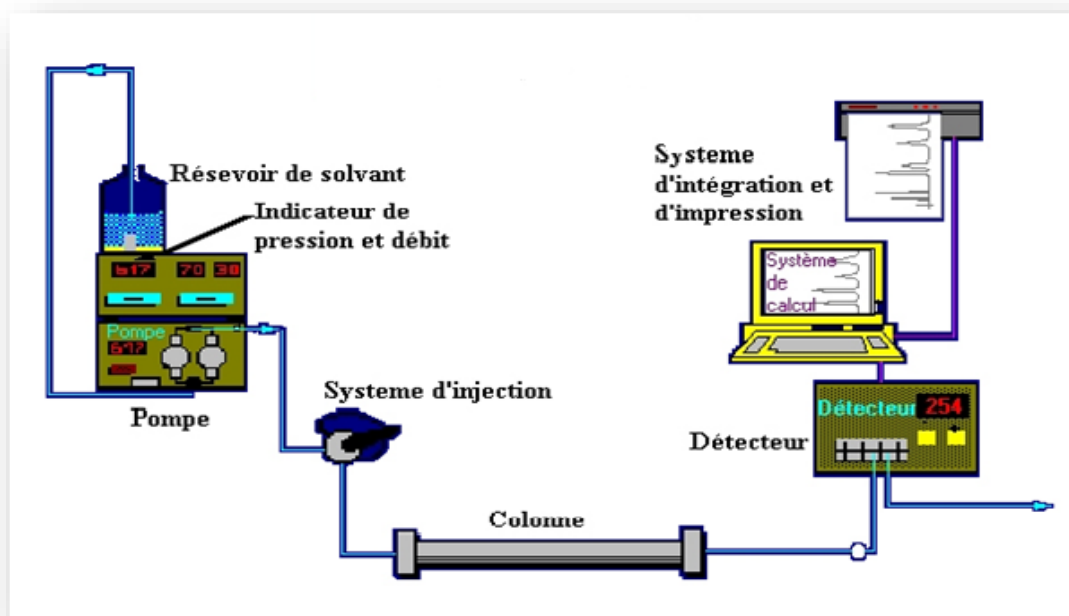 Résevoir de solvant
Indicateur de
pression et débit
617 70 38
Pompe
617
Pompe
Systeme d'injection
Colonne
Systeme
d'intégration et
d'impression
Système
de
calcul
Détecteur 254
- +
Détecteur